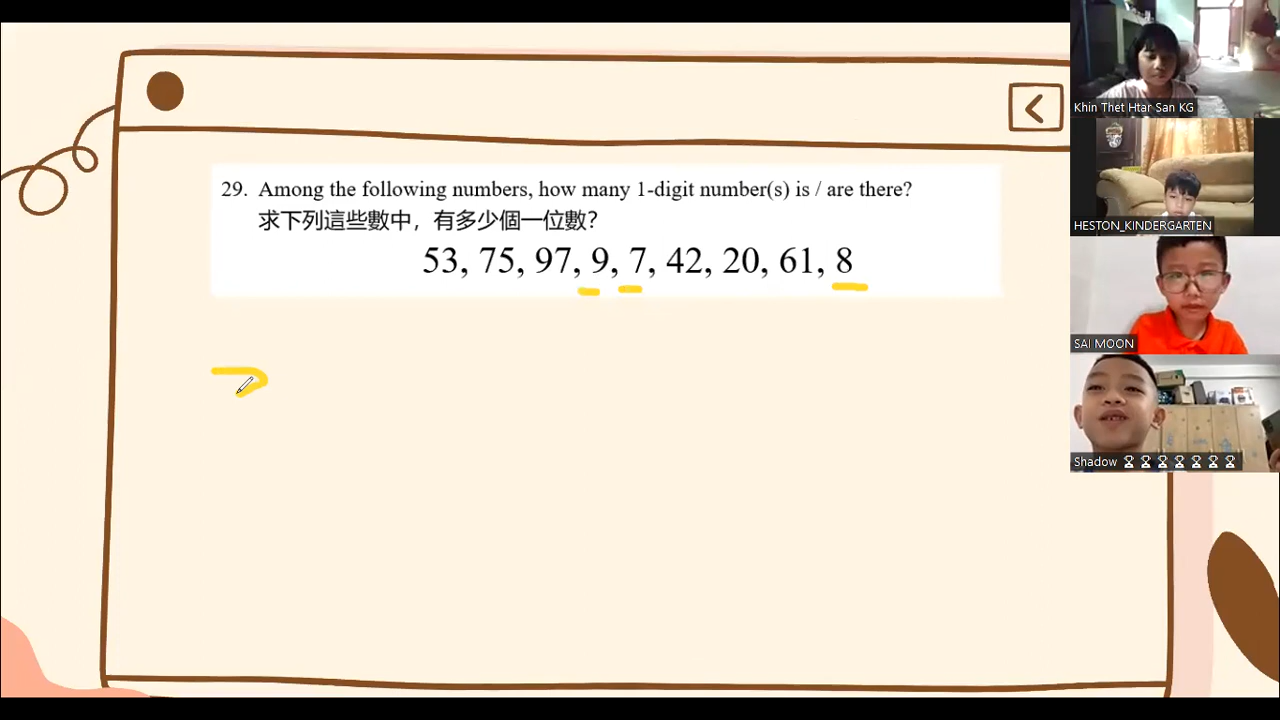 29. Among the following numbers, how many 1-digit number(s) is / are there?
求下列這些數中，有多少個一位數？
53, 75, 97, 9, 7, 42, 20, 61, 8
Khin Thet Htar San KG
HESTON_KINDERGARTEN
SAI MOON
Shadow